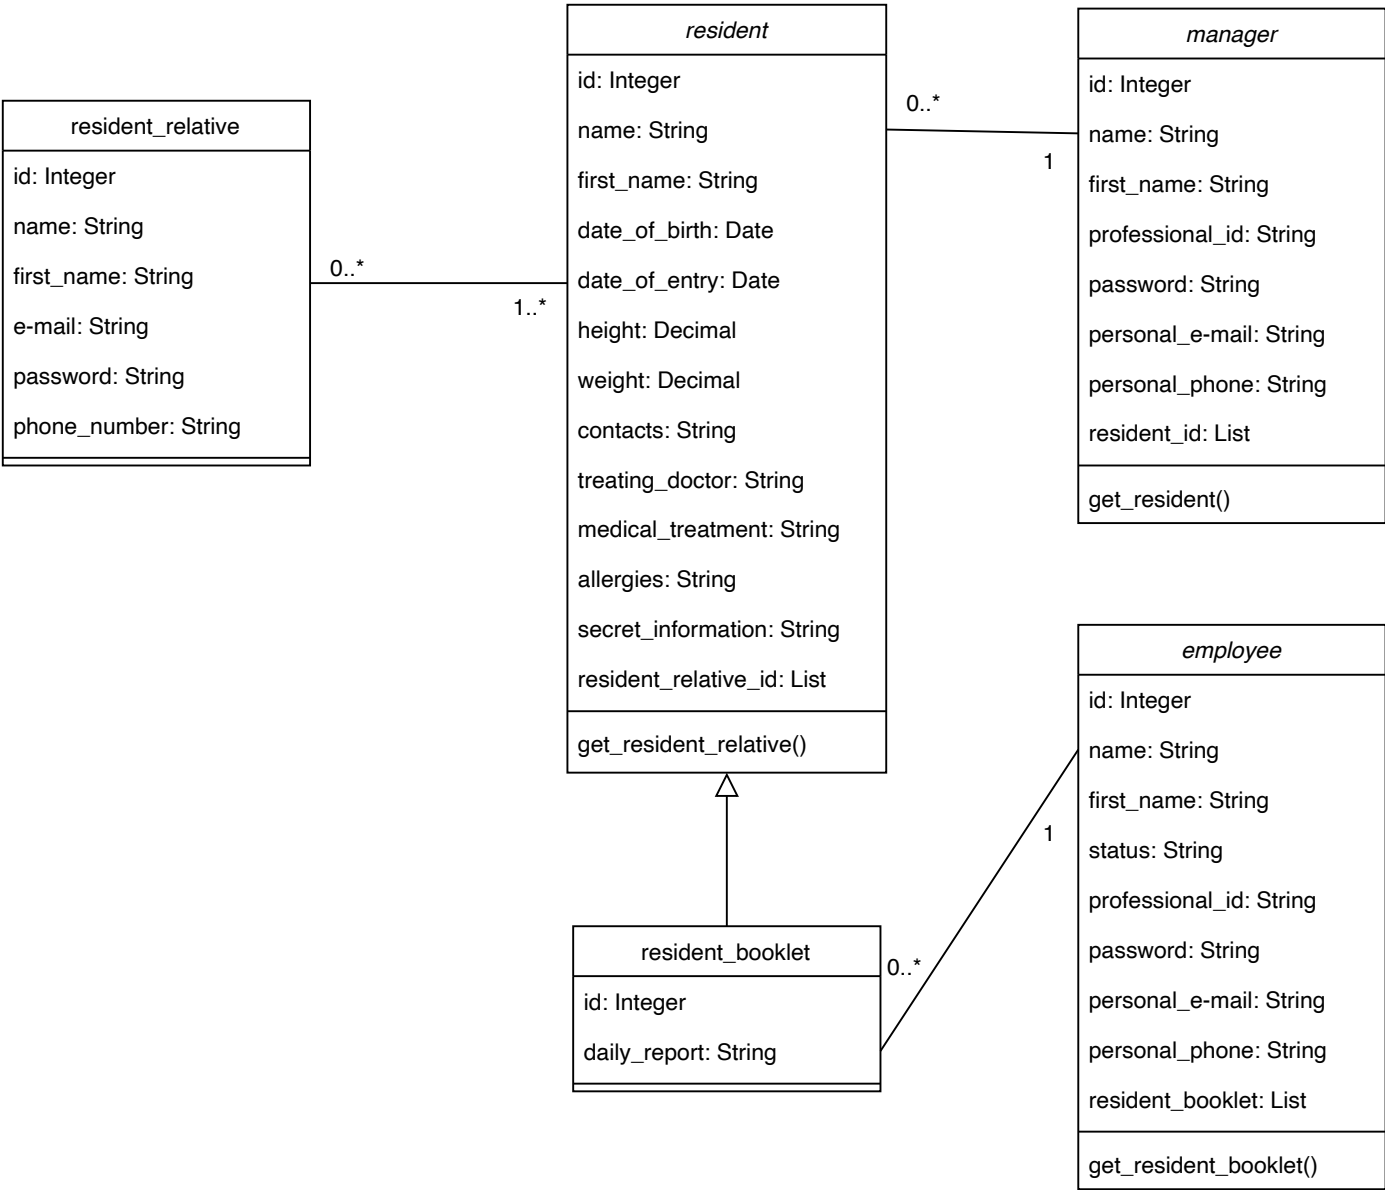 resident_relative
id: Integer
name: String
first_name: String
e-mail: String
password: String
phone_number: String
0..*
1..*
resident
id: Integer
name: String
first_name: String
date_of_birth: Date
date_of_entry: Date
height: Decimal
weight: Decimal
contacts: String
treating_doctor: String
medical_treatment: String
allergies: String
secret_information: String
resident_relative_id: List
get_resident_relative()
0..*
1
manager
id: Integer
name: String
first_name: String
professional_id: String
password: String
personal_e-mail: String
personal_phone: String
resident_id: List
get_resident()
resident_booklet
id: Integer
daily_report: String
0..*
1
employee
id: Integer
name: String
first_name: String
status: String
professional_id: String
password: String
personal_e-mail: String
personal_phone: String
resident_booklet: List
get_resident_booklet()